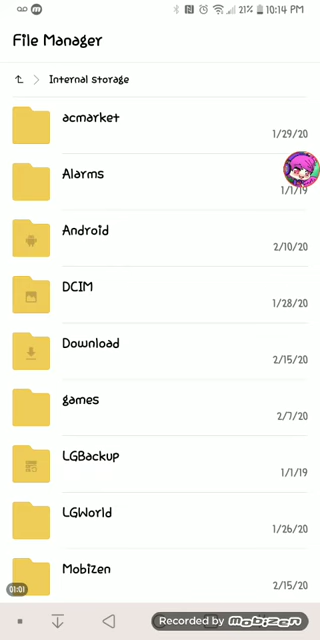 21% 10:14 PM
File Manager
Internal storage
acmarket
1/29/20
Alarms
1/1/19
Android
2/10/20
DCIM
1/28/20
Download
2/15/20
games
2/7/20
LGBackup
1/1/19
LGWorld
1/26/20
Mobizen
2/15/20
01:01
Recorded by Mobizen